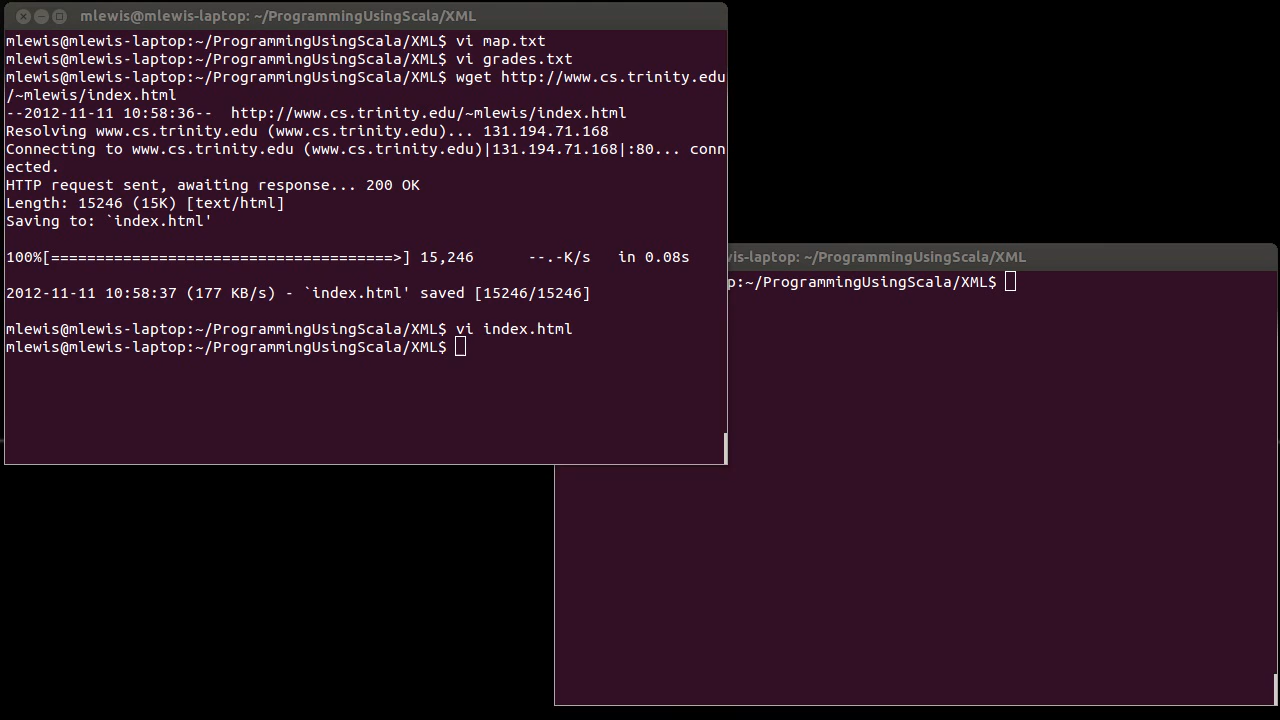 mlewis@mlewis-laptop: ~/ProgrammingUsingScala/XML
mlewis@mlewis-laptop:~/ProgrammingUsingScala/XML$ vi map.txt
mlewis@mlewis-laptop:~/ProgrammingUsingScala/XML$ vi grades.txt
mlewis@mlewis-laptop:~/ProgrammingUsingScala/XML$ wget http://www.cs.trinity.edu
/~mlewis/index.html
--2012-11-11 10:58:36--  http://www.cs.trinity.edu/~mlewis/index.html
Resolving www.cs.trinity.edu (www.cs.trinity.edu)... 131.194.71.168
Connecting to www.cs.trinity.edu (www.cs.trinity.edu)|131.194.71.168|:80... conn
ected.
HTTP request sent, awaiting response... 200 OK
Length: 15246 (15K) [text/html]
Saving to: `index.html'
100%[======================================>] 15,246      --.-K/s   in 0.08s
2012-11-11 10:58:37 (177 KB/s) - `index.html' saved [15246/15246]
mlewis@mlewis-laptop:~/ProgrammingUsingScala/XML$ vi index.html
mlewis@mlewis-laptop:~/ProgrammingUsingScala/XML$
vis-laptop: ~/ProgrammingUsingScala/XML
p:~/ProgrammingUsingScala/XML$